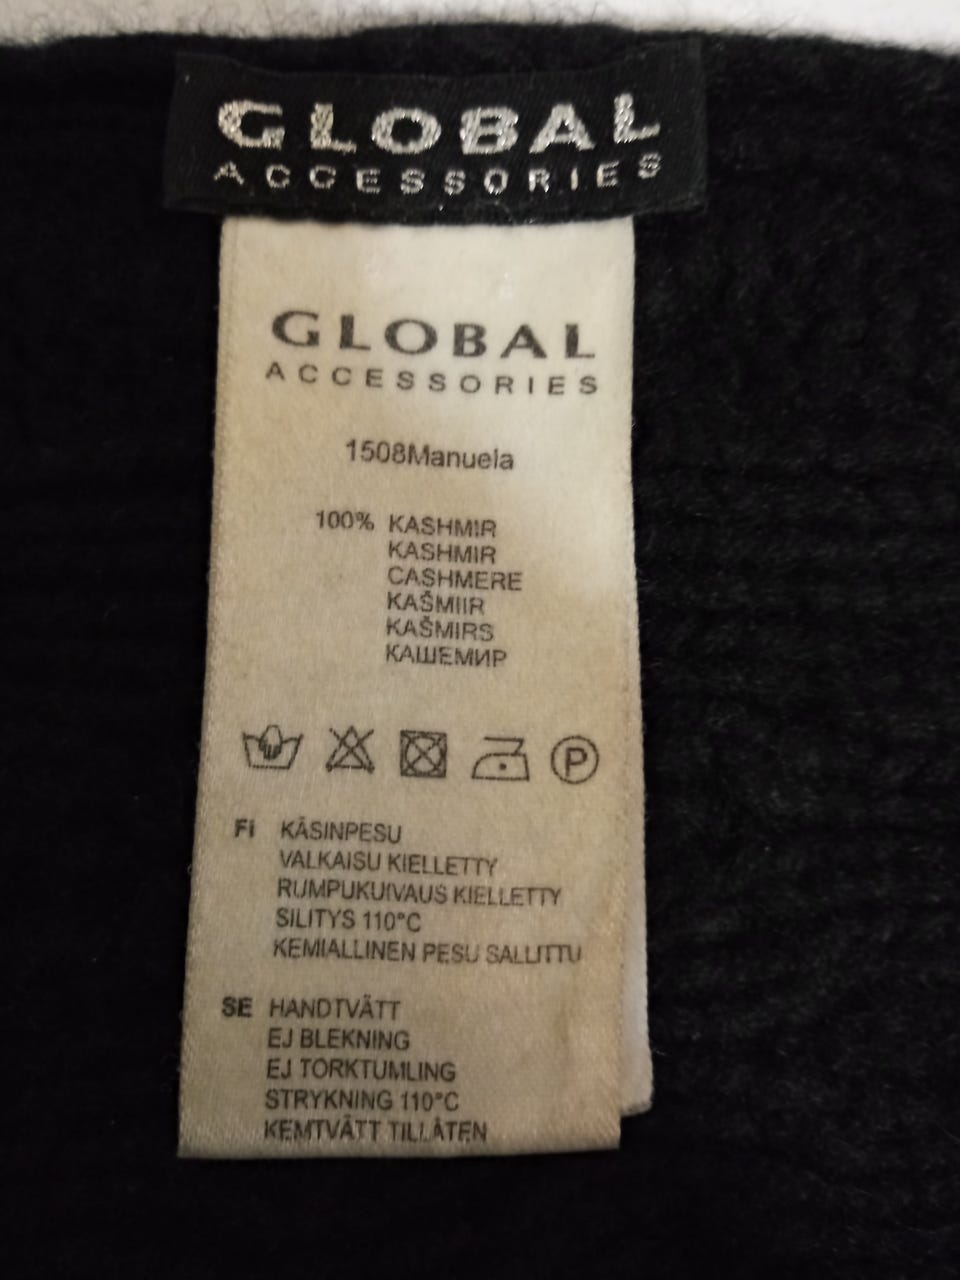 GLOBAL
ACCESSORIES
GLOBAL
ACCESSORIES
1508Manuela
100% KASHMIR
KASHMIR
CASHMERE
KAŠMIIR
KAŠMIRS
КАШЕМИР
P
FI KÄSINPESU
VALKAISU KIELLETTY
RUMPUKUIVAUS KIELLETTY
SILITYS 110°C
KEMIALLINEN PESU SALLITTU
SE HANDTVÄTT
EJ BLEKNING
EJ TORKTUMLING
STRYKNING 110°C
KEMTVÄTT TILLÅTEN